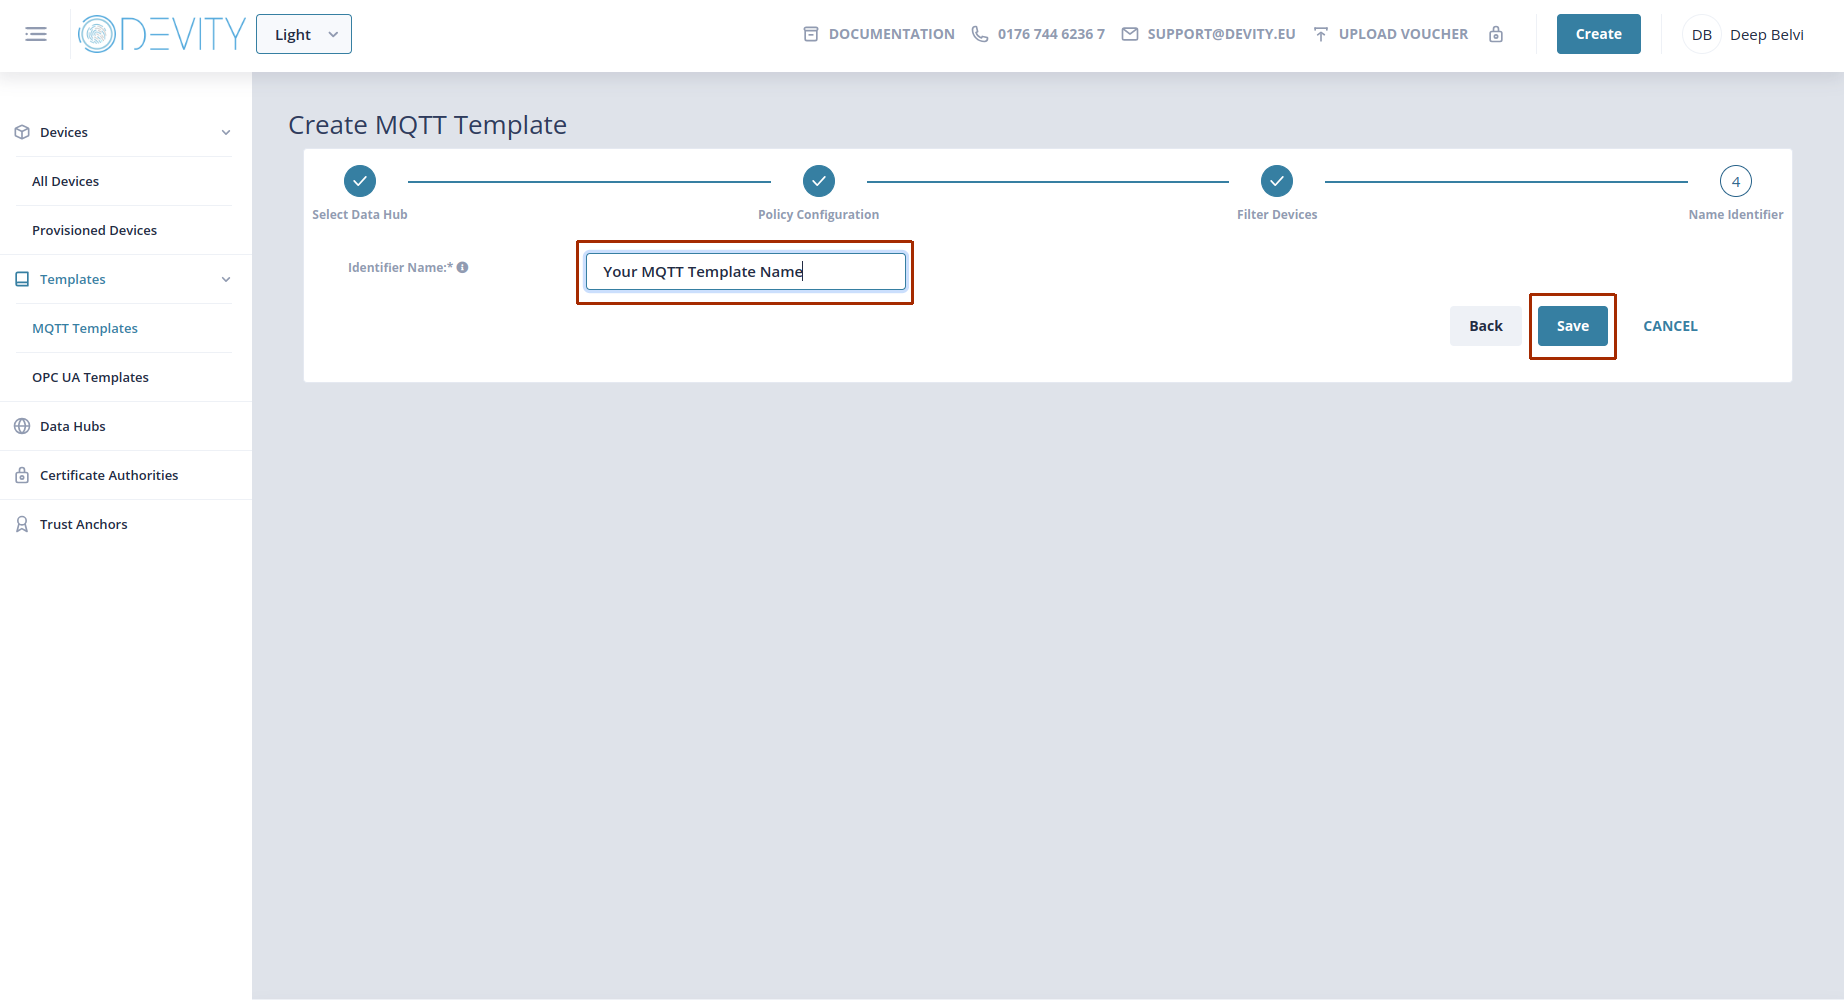 DEVITY
Light
DOCUMENTATION
0176 744 6236 7
SUPPORT@DEVITY.EU
UPLOAD VOUCHER
Create
DB
Deep Belvi
Devices
All Devices
Provisioned Devices
Templates
MQTT Templates
OPC UA Templates
Data Hubs
Certificate Authorities
Trust Anchors
Create MQTT Template
4
Select Data Hub
Policy Configuration
Filter Devices
Name Identifier
Identifier Name:*
Your MQTT Template Name
Back
Save
CANCEL